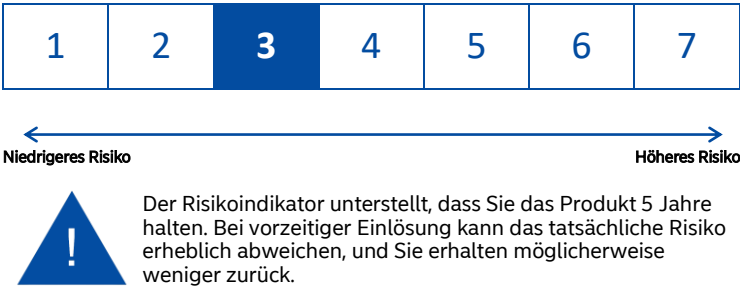 1 2 3 4 5 6 7
Niedrigeres Risiko Höheres Risiko
!
Der Risikoindikator unterstellt, dass Sie das Produkt 5 Jahre
halten. Bei vorzeitiger Einlösung kann das tatsächliche Risiko
erheblich abweichen, und Sie erhalten möglicherweise
weniger zurück.